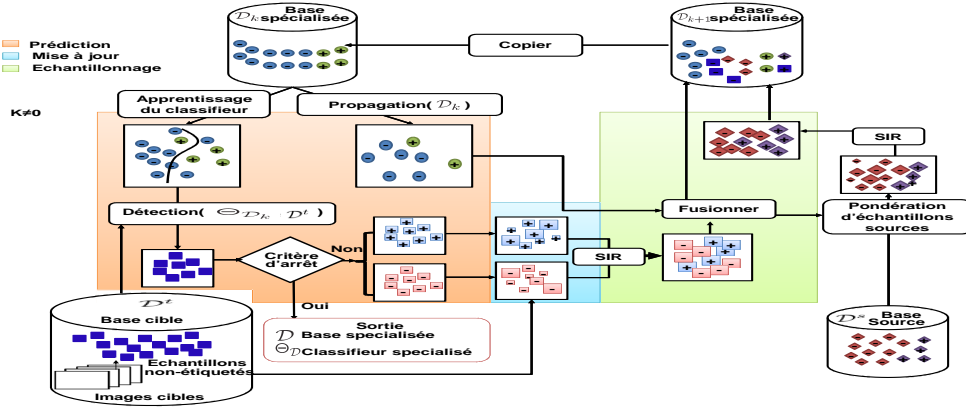 Base
𝒟k spécialisée
Base
𝒟k+1 spécialisée
Prédiction
Mise à jour
Echantillonnage
Copier
K≠0
Apprentissage
du classifieur
Propagation( 𝒟k )
SIR
Détection( Θ𝒟k 𝒟t )
Fusionner
Pondération
d'échantillons
sources
Critère
d'arrêt
Non
SIR
Oui
𝒟t
Base cible
Echantillons
non-étiquetés
Images cibles
Sortie
𝒟 Base specialisée
Θ𝒟 Classifieur specialisé
𝒟s Base
Source